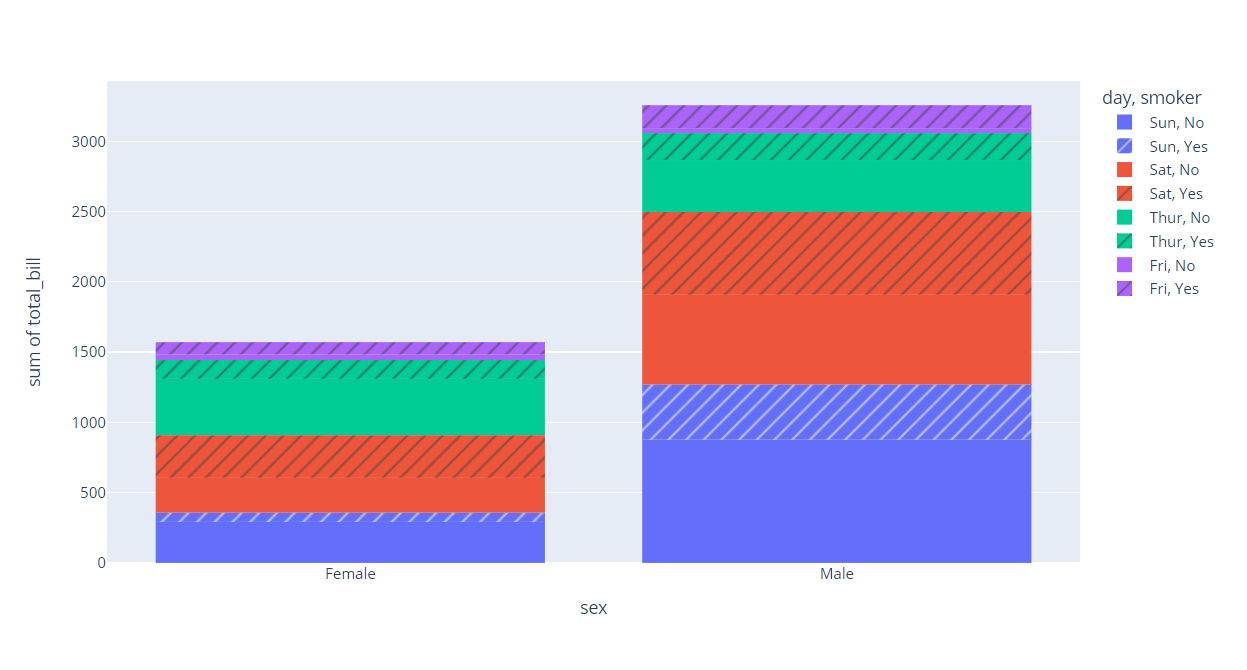 day, smoker
Sun, No
Sun, Yes
Sat, No
Sat, Yes
Thur, No
Thur, Yes
Fri, No
Fri, Yes
sum of total_bill
3000
2500
2000
1500
1000
500
0
Female
Male
sex